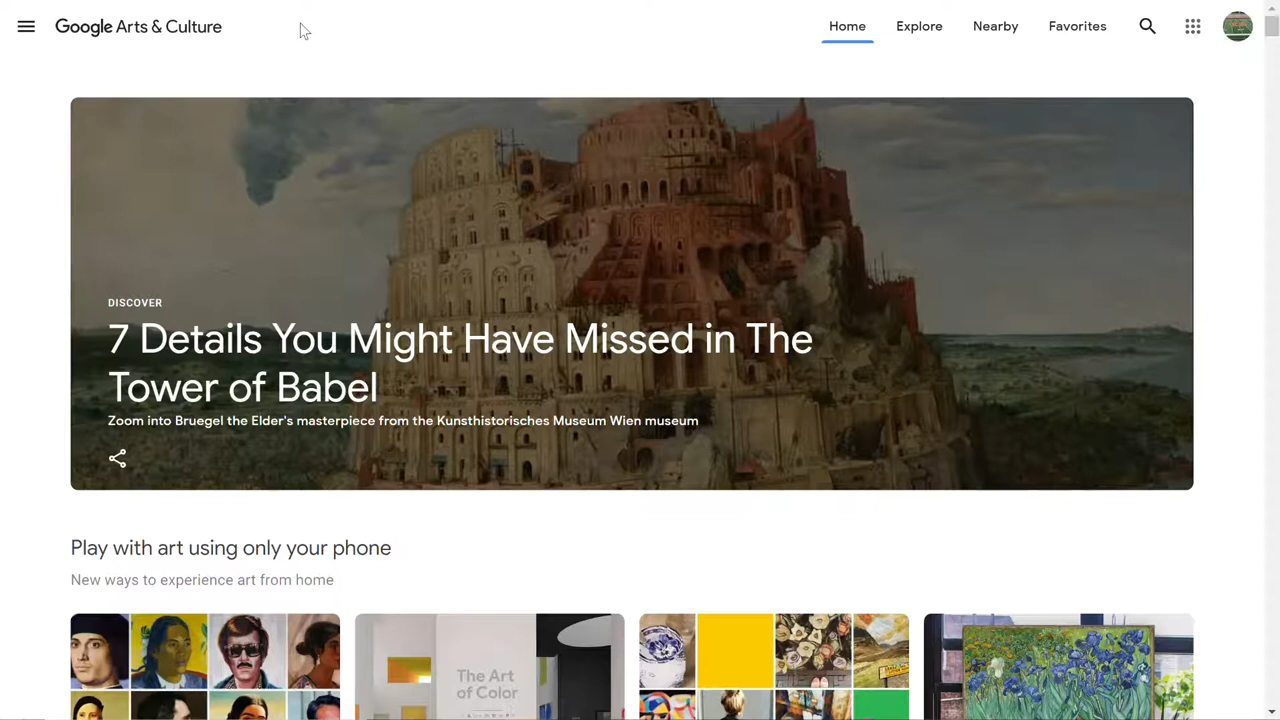 Google Arts & Culture
Home
Explore
Nearby
Favorites
DISCOVER
7 Details You Might Have Missed in The
Tower of Babel
Zoom into Bruegel the Elder's masterpiece from the Kunsthistorisches Museum Wien museum
Play with art using only your phone
New ways to experience art from home
The Art
of Color